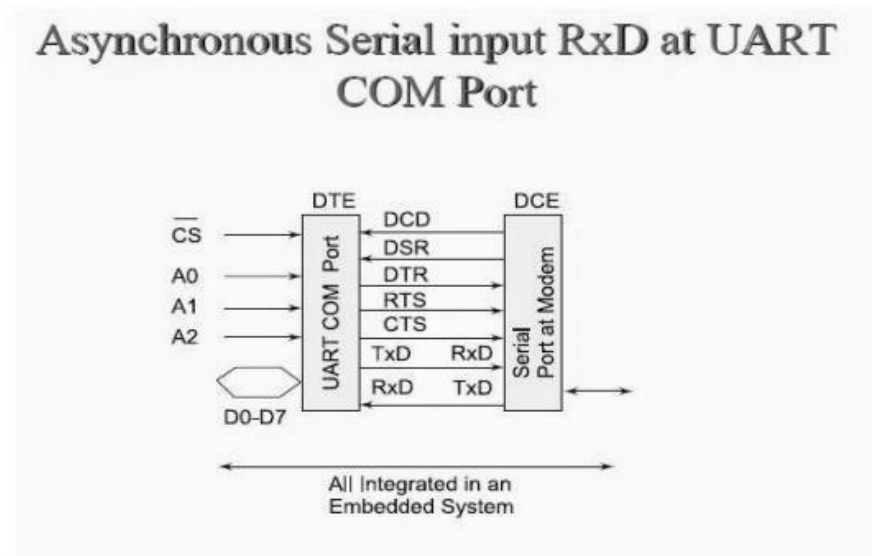 Asynchronous Serial input RxD at UART
COM Port
DTE
DCE
C̅S̅
A0
A1
A2
D0-D7
UART COM Port
DCD
DSR
DTR
RTS
CTS
TxD RxD
RxD TxD
Serial
Port at Modem
All Integrated in an
Embedded System